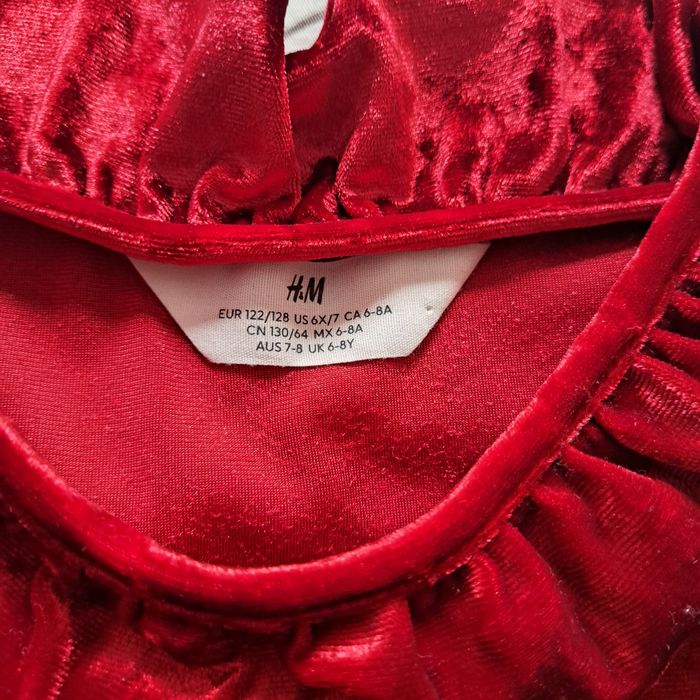 H&M
EUR 122/128 US 6X/7 CA 6-8A
CN 130/64 MX 6-8A
AUS 7-8 UK 6-8Y